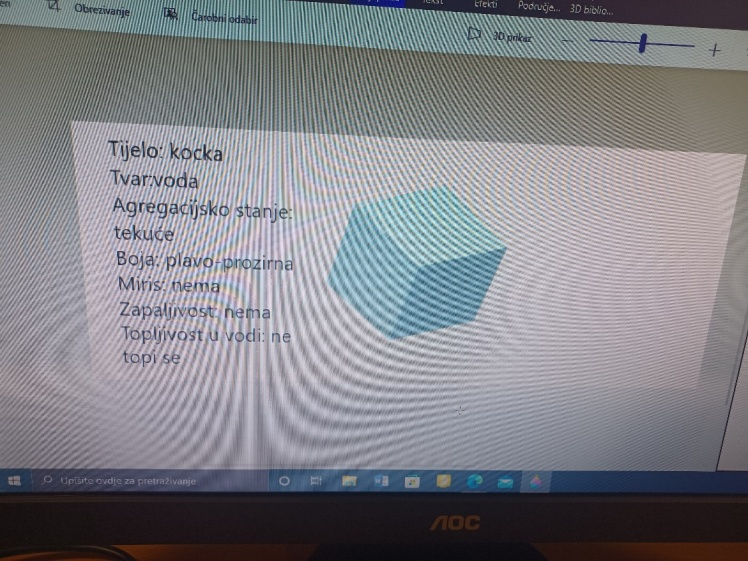 Obrezivanje
Čarobni odabir
Efekti
Područje...
3D biblio...
3D prikaz
Tijelo: kocka
Tvar:voda
Agregacijsko stanje:
tekuće
Boja: plavo-prozirna
Miris: nema
Zapaljivost: nema
Topljivost u vodi: ne
topi se
Upišite ovdje za pretraživanje
AOC